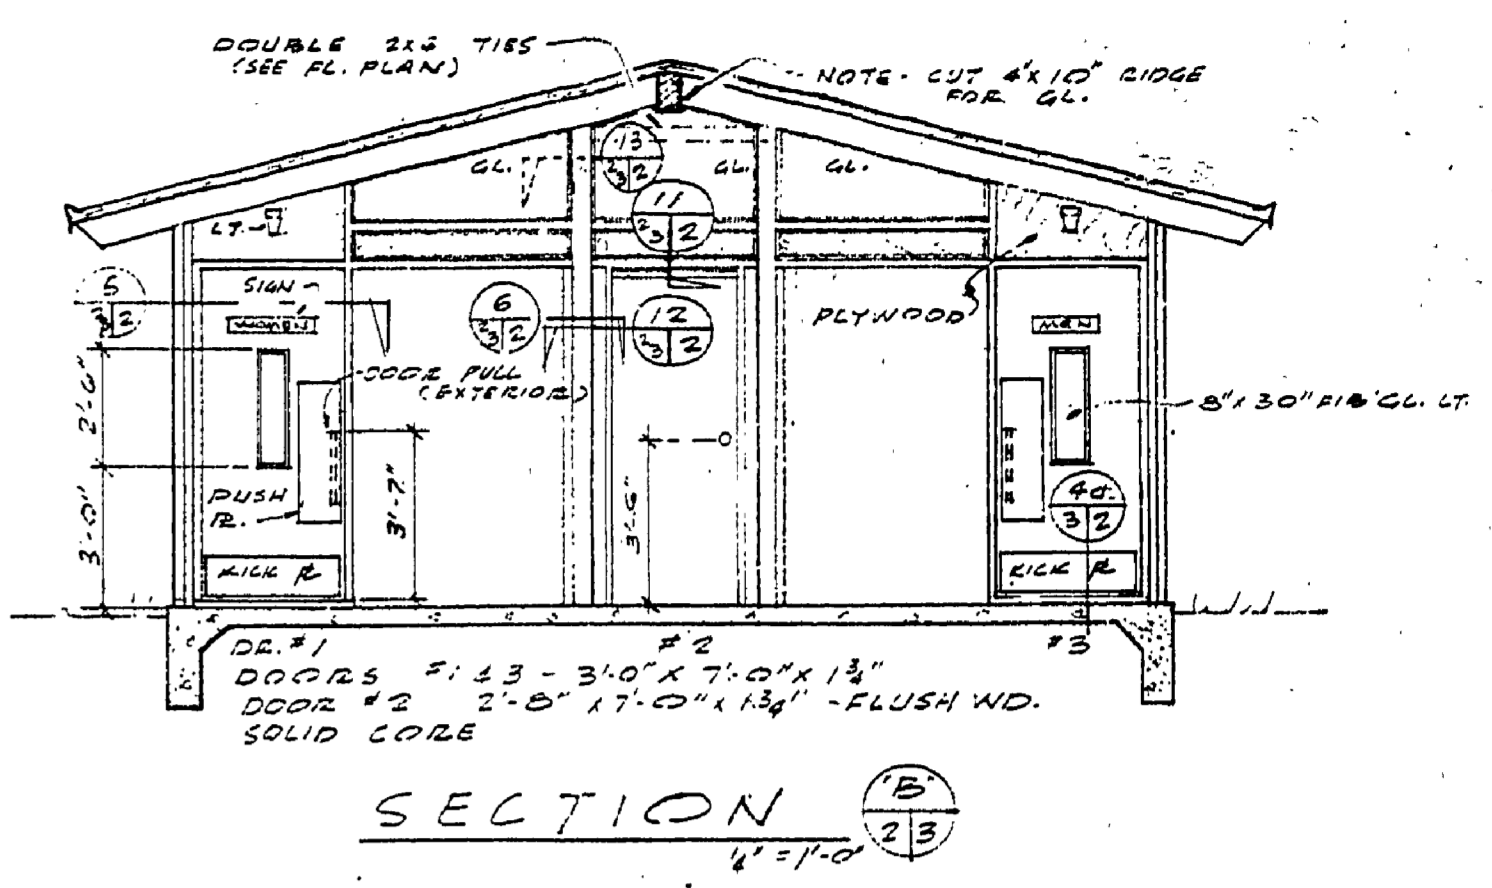 DOUBLE 2x6 TIES
(SEE FL. PLAN)
NOTE - CUT 4"x10" RIDGE
FOR GL.
13
2 3 2
GL.
GL.
GL.
11
2 3 2
LT.
5
2
SIGN
WOMEN
6
2 3 2
12
2 3 2
PLYWOOD
MEN
DOOR PULL
(EXTERIOR)
8"x30" FIB. GL. LT.
2'-6"
3'-0"
PUSH
PL.
3'-7"
3'-6"
4
3 2
KICK PL
KICK PL
DR. #1
#2
#3
DOORS #1 & 3 - 3'-0" x 7'-0" x 1 3/4"
DOOR #2 2'-8" x 7'-0" x 1 3/4" - FLUSH WD.
SOLID CORE
SECTION
'B'
2 3
1/4" = 1'-0"